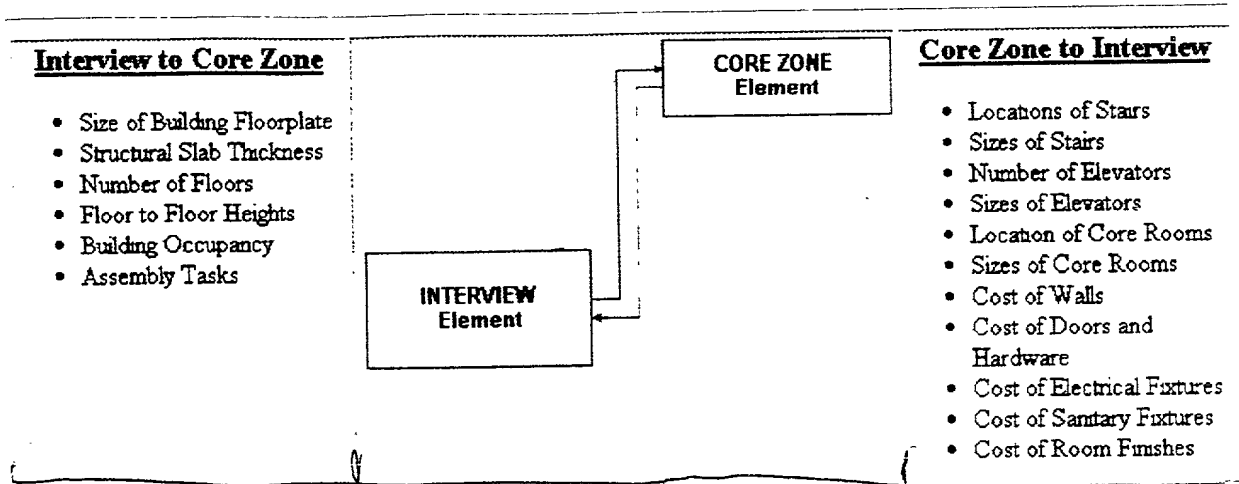 Interview to Core Zone
• Size of Building Floorplate
• Structural Slab Thickness
• Number of Floors
• Floor to Floor Heights
• Building Occupancy
• Assembly Tasks
CORE ZONE
Element
INTERVIEW
Element
Core Zone to Interview
• Locations of Stairs
• Sizes of Stairs
• Number of Elevators
• Sizes of Elevators
• Location of Core Rooms
• Sizes of Core Rooms
• Cost of Walls
• Cost of Doors and
Hardware
• Cost of Electrical Fixtures
• Cost of Sanitary Fixtures
• Cost of Room Finishes